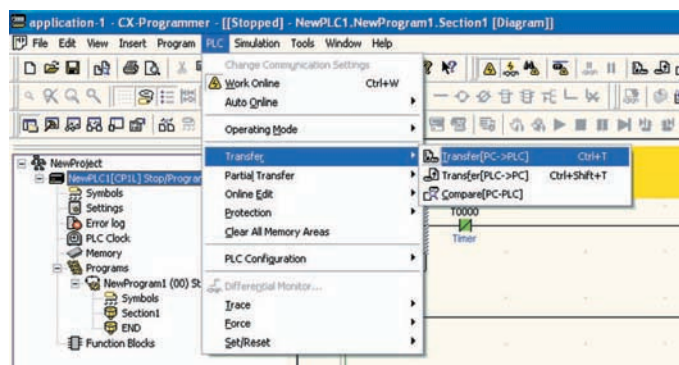 application-1 - CX-Programmer - [[Stopped] - NewPLC1.NewProgram1.Section1 [Diagram]]
File Edit View Insert Program PLC Simulation Tools Window Help
Change Communication Settings
Work Online Ctrl+W
Auto Online
Operating Mode
Transfer
Transfer[PC->PLC] Ctrl+T
Partial Transfer
Transfer[PLC->PC] Ctrl+Shift+T
Online Edit
Compare[PC-PLC]
Protection
Clear All Memory Areas
PLC Configuration
Differential Monitor...
Trace
Force
Set/Reset
NewProject
NewPLC1[CP1L] Stop/Program
Symbols
Settings
Error log
PLC Clock
Memory
Programs
NewProgram1 (00) St
Symbols
Section1
END
Function Blocks
T0000
Timer